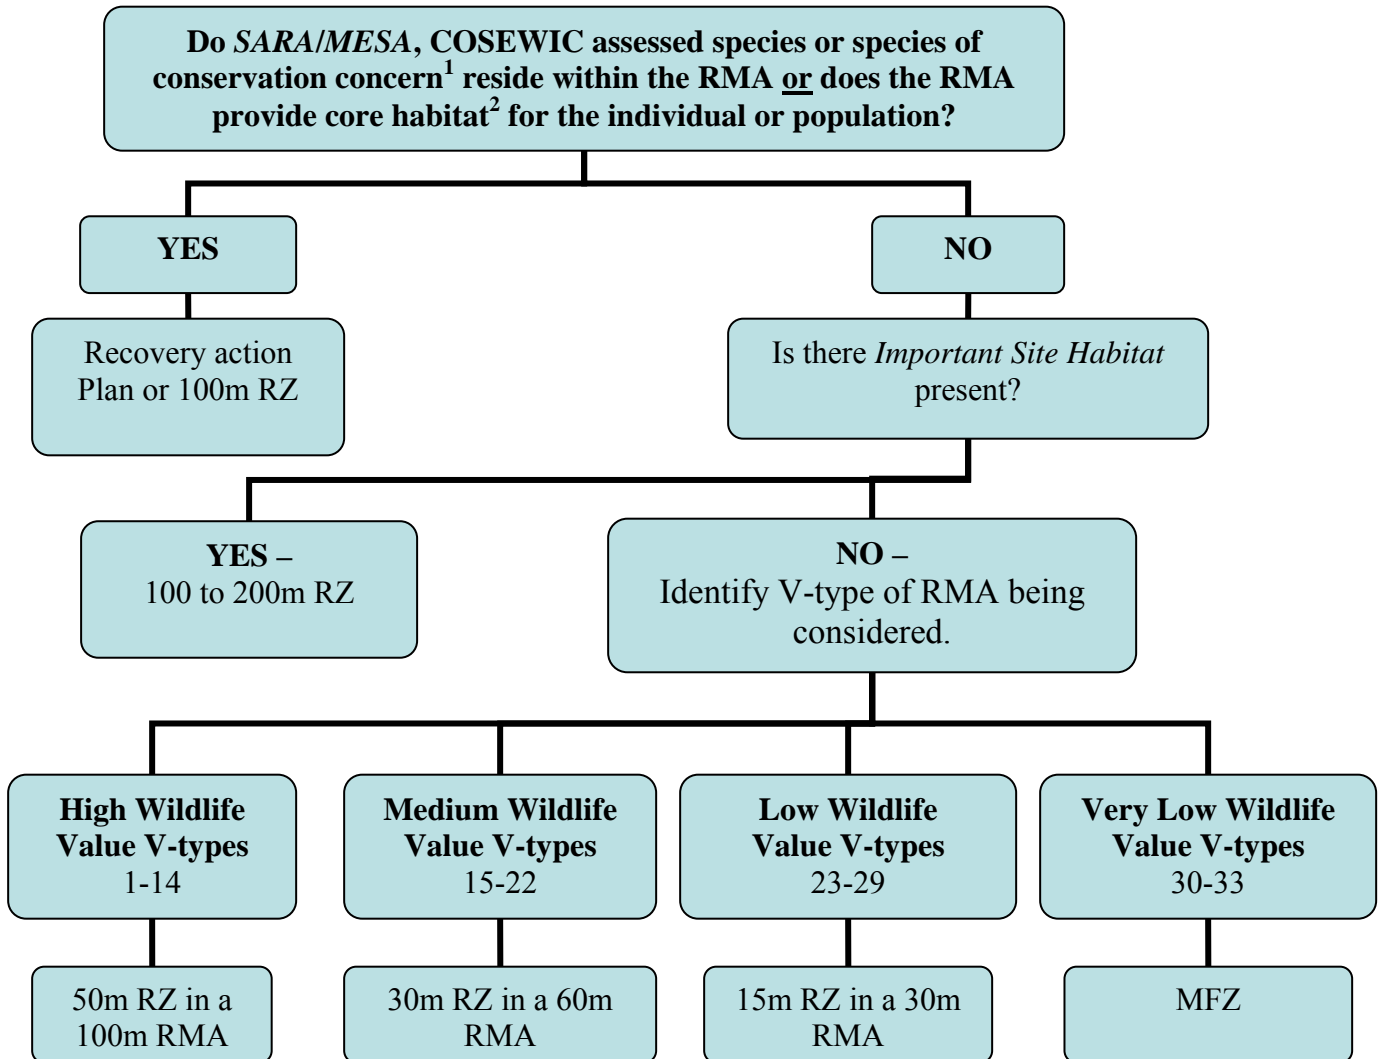 Do SARA/MESA, COSEWIC assessed species or species of
conservation concern¹ reside within the RMA or does the RMA
provide core habitat² for the individual or population?
YES
NO
Recovery action
Plan or 100m RZ
Is there Important Site Habitat
present?
YES –
100 to 200m RZ
NO –
Identify V-type of RMA being
considered.
High Wildlife
Value V-types
1-14
Medium Wildlife
Value V-types
15-22
Low Wildlife
Value V-types
23-29
Very Low Wildlife
Value V-types
30-33
50m RZ in a
100m RMA
30m RZ in a 60m
RMA
15m RZ in a 30m
RMA
MFZ